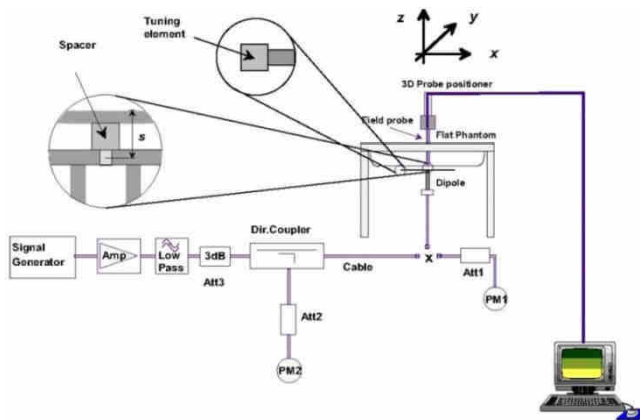 Tuning
element
Spacer
s
z
y
x
3D Probe positioner
Field probe
Flat Phantom
Dipole
Signal
Generator
Amp
Low
Pass
3dB
Att3
Dir.Coupler
Cable
x
Att1
PM1
Att2
PM2